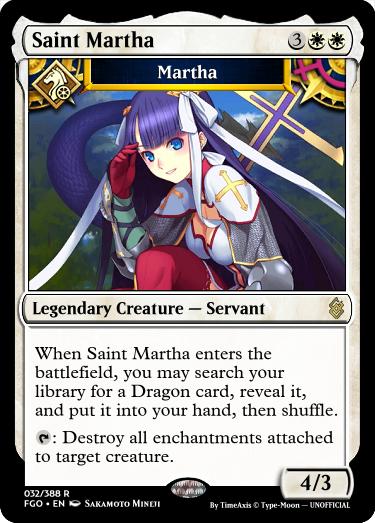 Saint Martha 3
Martha
Legendary Creature — Servant
When Saint Martha enters the
battlefield, you may search your
library for a Dragon card, reveal it,
and put it into your hand, then shuffle.
: Destroy all enchantments attached
to target creature.
4/3
032/388 R
FGO • EN Sakamoto Mineji
By TimeAxis © Type-Moon — UNOFFICIAL